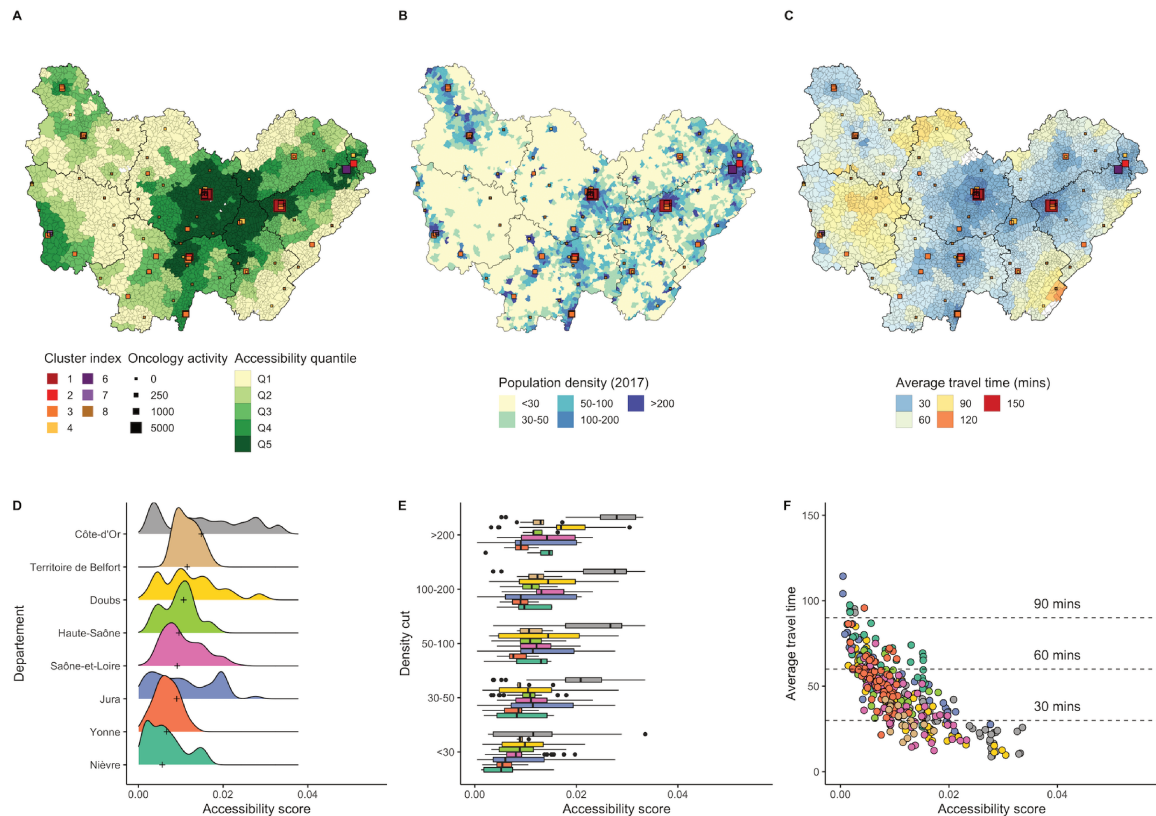 A
B
C
Cluster index
1
6
2
7
3
8
4
Oncology activity
0
250
1000
5000
Accessibility quantile
Q1
Q2
Q3
Q4
Q5
Population density (2017)
<30
50-100
>200
30-50
100-200
Average travel time (mins)
30
90
150
60
120
D
Departement
Côte-d'Or
Territoire de Belfort
Doubs
Haute-Saône
Saône-et-Loire
Jura
Yonne
Nièvre
0.00
0.02
0.04
Accessibility score
E
Density cut
>200
100-200
50-100
30-50
<30
0.00
0.02
0.04
Accessibility score
F
Average travel time
150
100
50
0
90 mins
60 mins
30 mins
0.00
0.02
0.04
Accessibility score